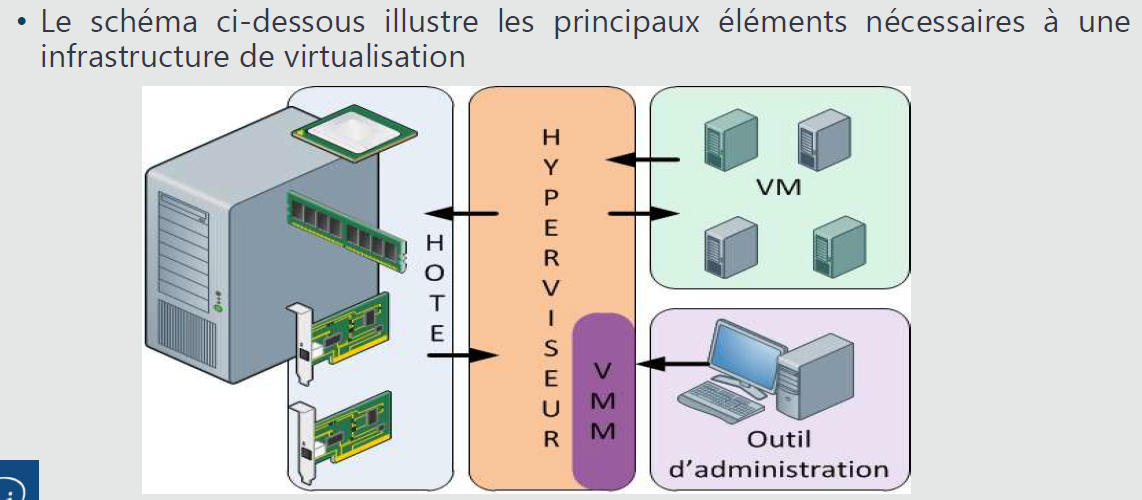 • Le schéma ci-dessous illustre les principaux éléments nécessaires à une
infrastructure de virtualisation
HOTE
HYPERVISEUR
VMM
VM
Outil
d'administration